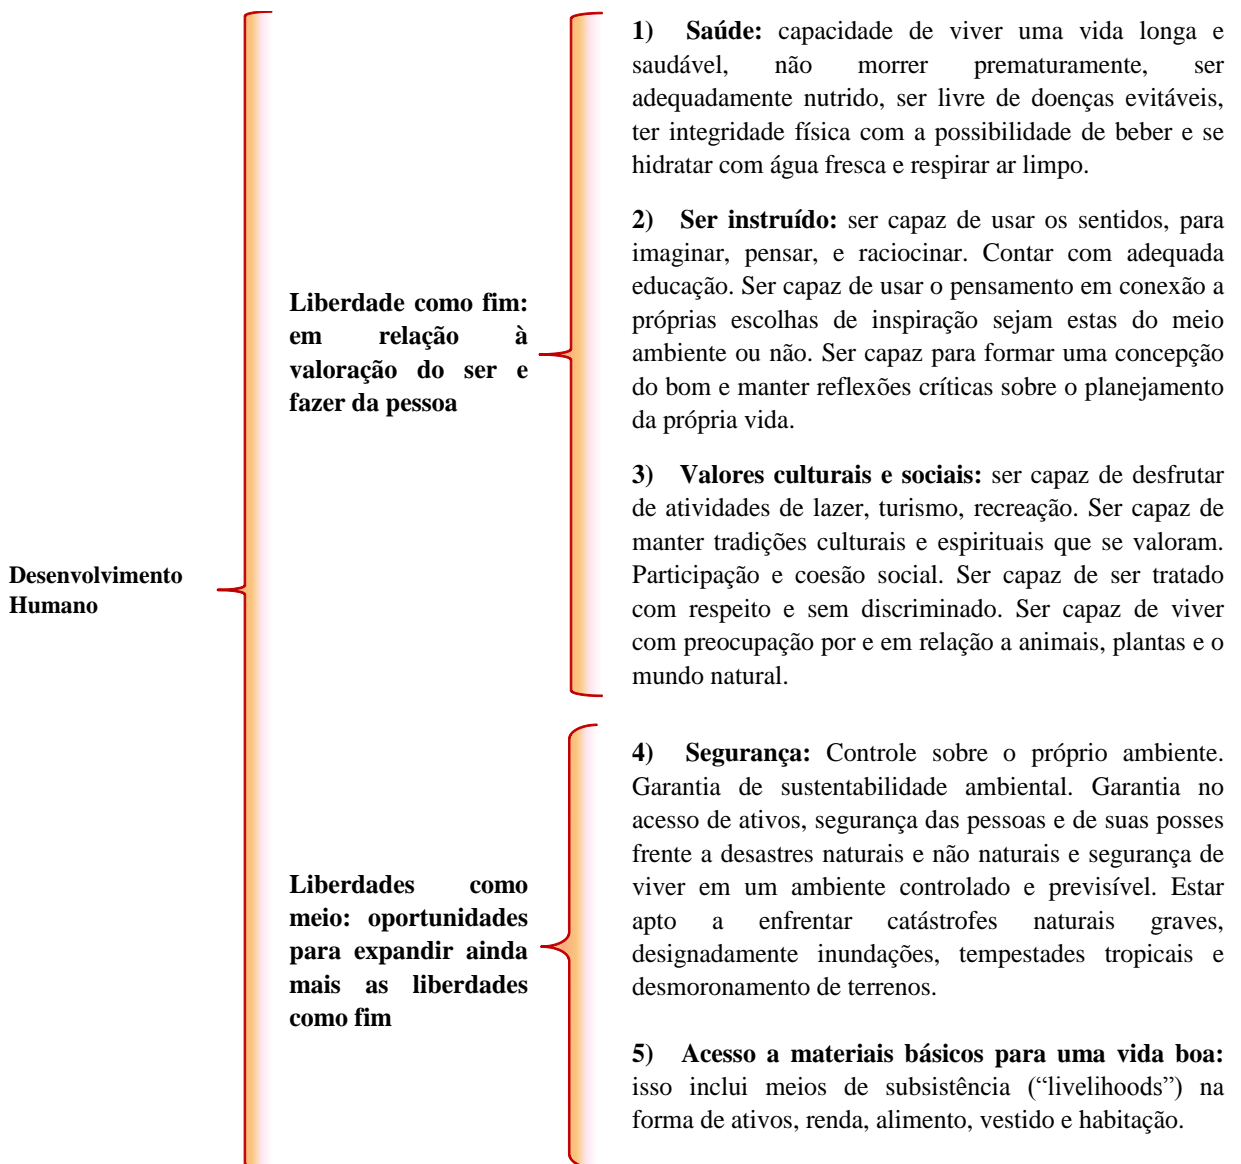 Desenvolvimento
Humano
Liberdade como fim:
em relação à
valoração do ser e
fazer da pessoa
1) Saúde: capacidade de viver uma vida longa e
saudável, não morrer prematuramente, ser
adequadamente nutrido, ser livre de doenças evitáveis,
ter integridade física com a possibilidade de beber e se
hidratar com água fresca e respirar ar limpo.
2) Ser instruído: ser capaz de usar os sentidos, para
imaginar, pensar, e raciocinar. Contar com adequada
educação. Ser capaz de usar o pensamento em conexão a
próprias escolhas de inspiração sejam estas do meio
ambiente ou não. Ser capaz para formar uma concepção
do bom e manter reflexões críticas sobre o planejamento
da própria vida.
3) Valores culturais e sociais: ser capaz de desfrutar
de atividades de lazer, turismo, recreação. Ser capaz de
manter tradições culturais e espirituais que se valoram.
Participação e coesão social. Ser capaz de ser tratado
com respeito e sem discriminado. Ser capaz de viver
com preocupação por e em relação a animais, plantas e o
mundo natural.
Liberdades como
meio: oportunidades
para expandir ainda
mais as liberdades
como fim
4) Segurança: Controle sobre o próprio ambiente.
Garantia de sustentabilidade ambiental. Garantia no
acesso de ativos, segurança das pessoas e de suas posses
frente a desastres naturais e não naturais e segurança de
viver em um ambiente controlado e previsível. Estar
apto a enfrentar catástrofes naturais graves,
designadamente inundações, tempestades tropicais e
desmoronamento de terrenos.
5) Acesso a materiais básicos para uma vida boa:
isso inclui meios de subsistência (“livelihoods”) na
forma de ativos, renda, alimento, vestido e habitação.